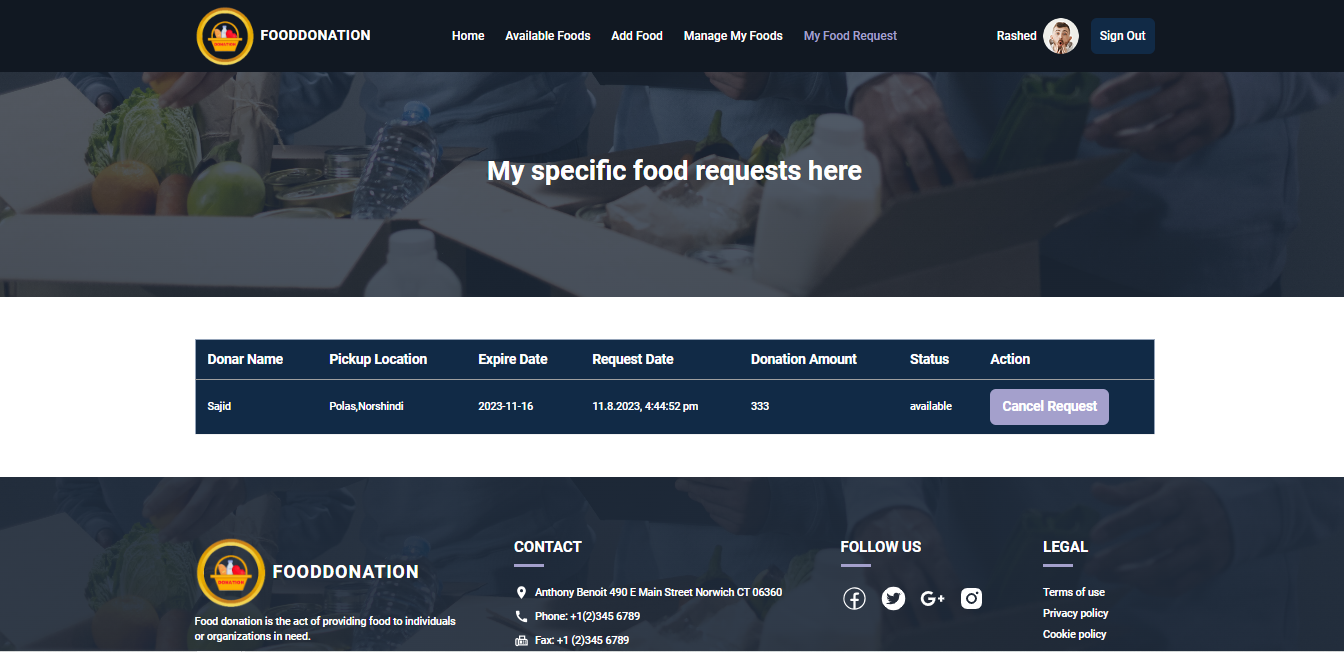 FOODDONATION Home Available Foods Add Food Manage My Foods My Food Request Rashed Sign Out
My specific food requests here
Donar Name Pickup Location Expire Date Request Date Donation Amount Status Action
Sajid Polas,Norshindi 2023-11-16 11.8.2023, 4:44:52 pm 333 available Cancel Request
DONATION
FOODDONATION
Food donation is the act of providing food to individuals
or organizations in need.
CONTACT
Anthony Benoit 490 E Main Street Norwich CT 06360
Phone: +1(2)345 6789
Fax: +1 (2)345 6789
FOLLOW US
G+
LEGAL
Terms of use
Privacy policy
Cookie policy